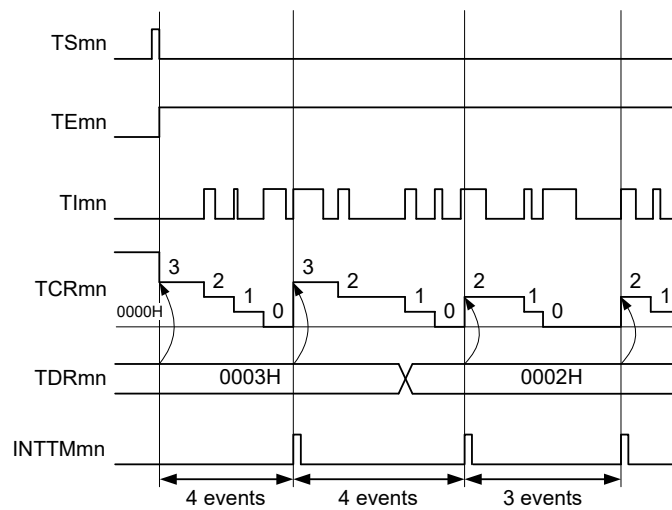 TSmn
TEmn
TImn
3 2 1 0 3 2 1 0 2 1 0 2 1
TCRmn
0000H
TDRmn 0003H 0002H
INTTMmn
4 events 4 events 3 events